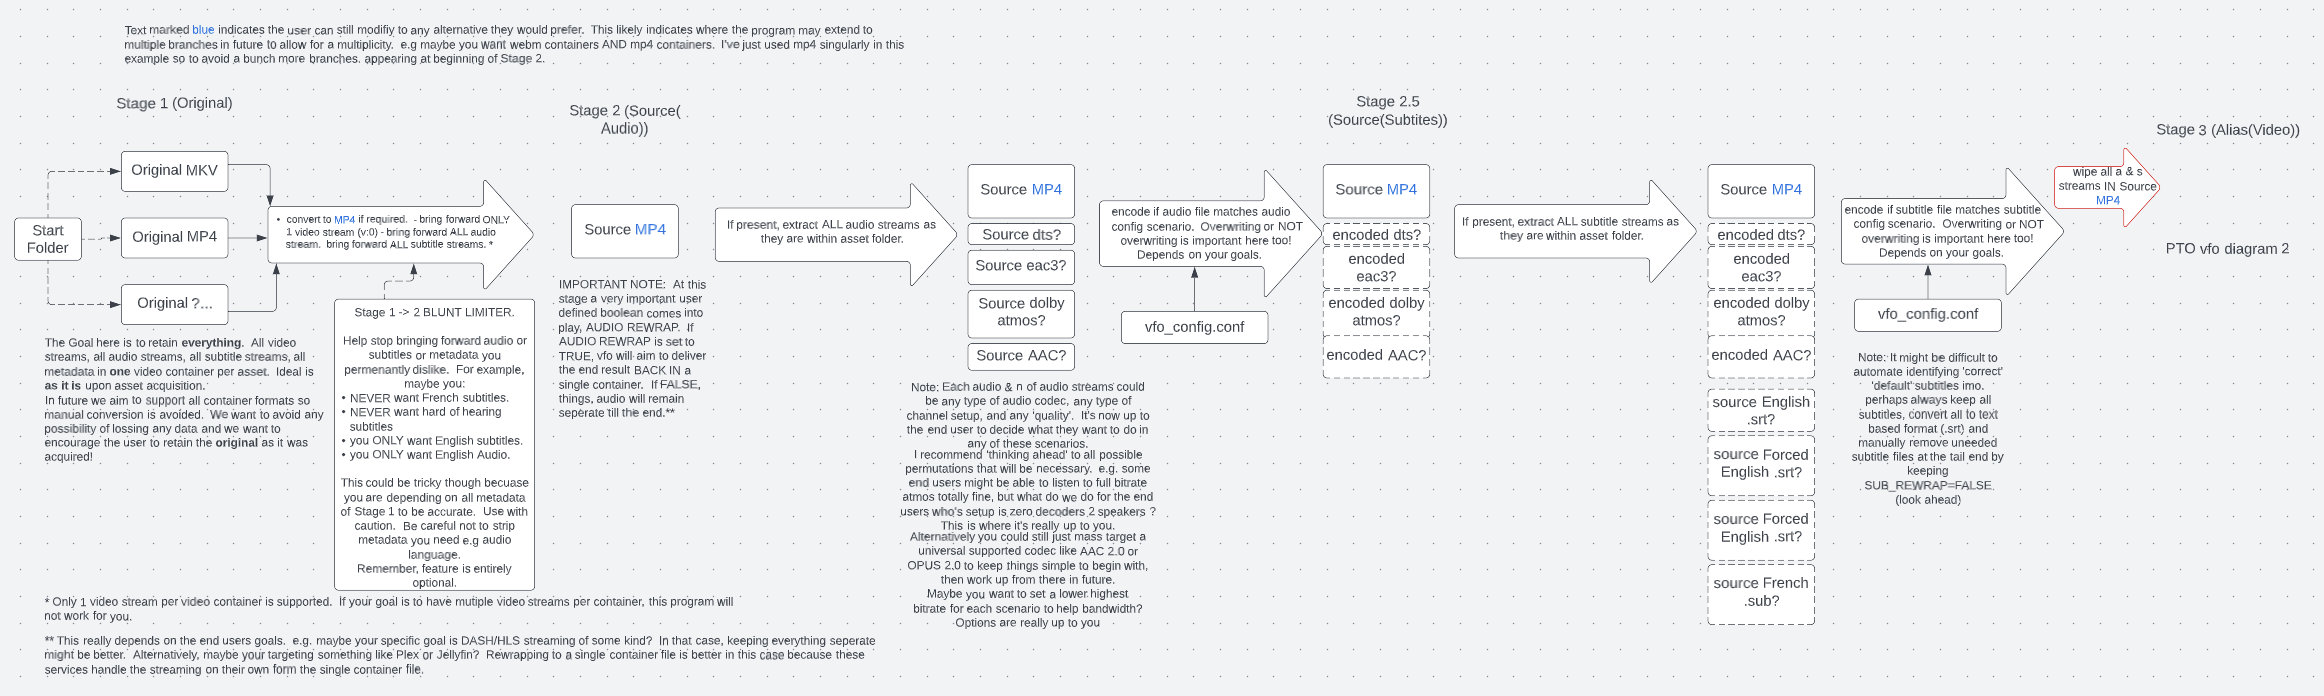 Text marked blue indicates the user can still modifiy to any alternative they would prefer. This likely indicates where the program may extend to
multiple branches in future to allow for a multiplicity. e.g maybe you want webm containers AND mp4 containers. I've just used mp4 singularly in this
example so to avoid a bunch more branches. appearing at beginning of Stage 2.
Stage 1 (Original)
Start
Folder
Original MKV
Original MP4
Original ?...
• convert to MP4 if required. - bring forward ONLY
1 video stream (v:0) - bring forward ALL audio
stream. bring forward ALL subtitle streams. *
The Goal here is to retain everything. All video
streams, all audio streams, all subtitle streams, all
metadata in one video container per asset. Ideal is
as it is upon asset acquisition.
In future we aim to support all container formats so
manual conversion is avoided. We want to avoid any
possibility of lossing any data and we want to
encourage the user to retain the original as it was
acquired!
Stage 1 -> 2 BLUNT LIMITER.
Help stop bringing forward audio or
subtitles or metadata you
permenantly dislike. For example,
maybe you:
• NEVER want French subtitles.
• NEVER want hard of hearing
subtitles
• you ONLY want English subtitles.
• you ONLY want English Audio.
This could be tricky though becuase
you are depending on all metadata
of Stage 1 to be accurate. Use with
caution. Be careful not to strip
metadata you need e.g audio
language.
Remember, feature is entirely
optional.
* Only 1 video stream per video container is supported. If your goal is to have mutiple video streams per container, this program will
not work for you.
** This really depends on the end users goals. e.g. maybe your specific goal is DASH/HLS streaming of some kind? In that case, keeping everything seperate
might be better. Alternatively, maybe your targeting something like Plex or Jellyfin? Rewrapping to a single container file is better in this case because these
services handle the streaming on their own form the single container file.
Stage 2 (Source(
Audio))
Source MP4
IMPORTANT NOTE: At this
stage a very important user
defined boolean comes into
play, AUDIO REWRAP. If
AUDIO REWRAP is set to
TRUE, vfo will aim to deliver
the end result BACK IN a
single container. If FALSE,
things, audio will remain
seperate till the end.**
If present, extract ALL audio streams as
they are within asset folder.
Source MP4
Source dts?
Source eac3?
Source dolby
atmos?
Source AAC?
Note: Each audio & n of audio streams could
be any type of audio codec, any type of
channel setup, and any 'quality'. It's now up to
the end user to decide what they want to do in
any of these scenarios.
I recommend 'thinking ahead' to all possible
permutations that will be necessary. e.g. some
end users might be able to listen to full bitrate
atmos totally fine, but what do we do for the end
users who's setup is zero decoders 2 speakers ?
This is where it's really up to you.
Alternatively you could still just mass target a
universal supported codec like AAC 2.0 or
OPUS 2.0 to keep things simple to begin with,
then work up from there in future.
Maybe you want to set a lower highest
bitrate for each scenario to help bandwidth?
Options are really up to you
encode if audio file matches audio
config scenario. Overwriting or NOT
overwriting is important here too!
Depends on your goals.
vfo_config.conf
Stage 2.5
(Source(Subtites))
Source MP4
encoded dts?
encoded
eac3?
encoded dolby
atmos?
encoded AAC?
If present, extract ALL subtitle streams as
they are within asset folder.
Source MP4
encoded dts?
encoded
eac3?
encoded dolby
atmos?
encoded AAC?
source English
.srt?
source Forced
English .srt?
source Forced
English .srt?
source French
.sub?
encode if subtitle file matches subtitle
config scenario. Overwriting or NOT
overwriting is important here too!
Depends on your goals.
vfo_config.conf
Note: It might be difficult to
automate identifying 'correct'
'default' subtitles imo.
perhaps always keep all
subtitles, convert all to text
based format (.srt) and
manually remove uneeded
subtitle files at the tail end by
keeping
SUB_REWRAP=FALSE
(look ahead)
Stage 3 (Alias(Video))
wipe all a & s
streams IN Source
MP4
PTO vfo diagram 2